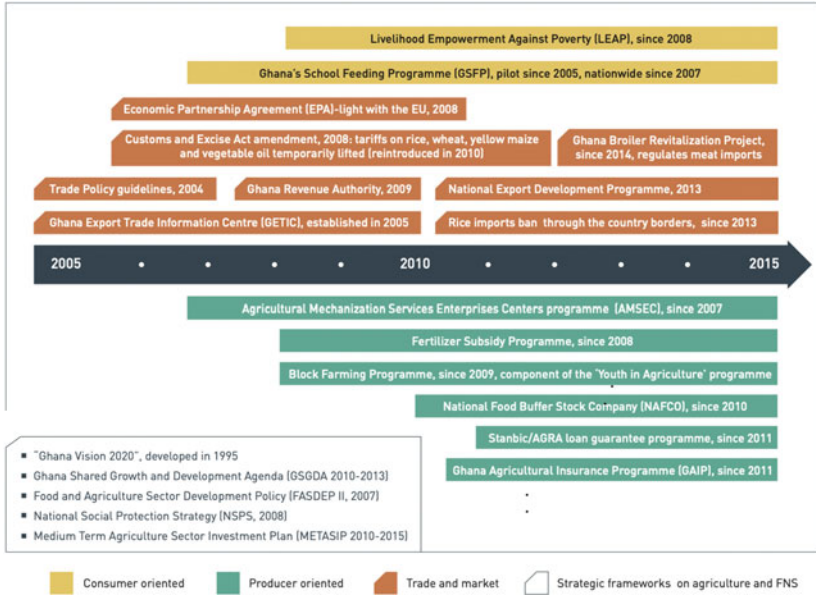 Livelihood Empowerment Against Poverty (LEAP), since 2008
Ghana's School Feeding Programme (GSFP), pilot since 2005, nationwide since 2007
Economic Partnership Agreement (EPA)-light with the EU, 2008
Customs and Excise Act amendment, 2008: tariffs on rice, wheat, yellow maize
and vegetable oil temporarily lifted (reintroduced in 2010)
Ghana Broiler Revitalization Project,
since 2014, regulates meat imports
Trade Policy guidelines, 2004
Ghana Revenue Authority, 2009
National Export Development Programme, 2013
Ghana Export Trade Information Centre (GETIC), established in 2005
Rice imports ban through the country borders, since 2013
2005
2010
2015
Agricultural Mechanization Services Enterprises Centers programme (AMSEC), since 2007
Fertilizer Subsidy Programme, since 2008
Block Farming Programme, since 2009, component of the 'Youth in Agriculture' programme
National Food Buffer Stock Company (NAFCO), since 2010
Stanbic/AGRA loan guarantee programme, since 2011
Ghana Agricultural Insurance Programme (GAIP), since 2011
"Ghana Vision 2020", developed in 1995
Ghana Shared Growth and Development Agenda (GSGDA 2010-2013)
Food and Agriculture Sector Development Policy (FASDEP II, 2007)
National Social Protection Strategy (NSPS, 2008)
Medium Term Agriculture Sector Investment Plan (METASIP 2010-2015)
Consumer oriented
Producer oriented
Trade and market
Strategic frameworks on agriculture and FNS